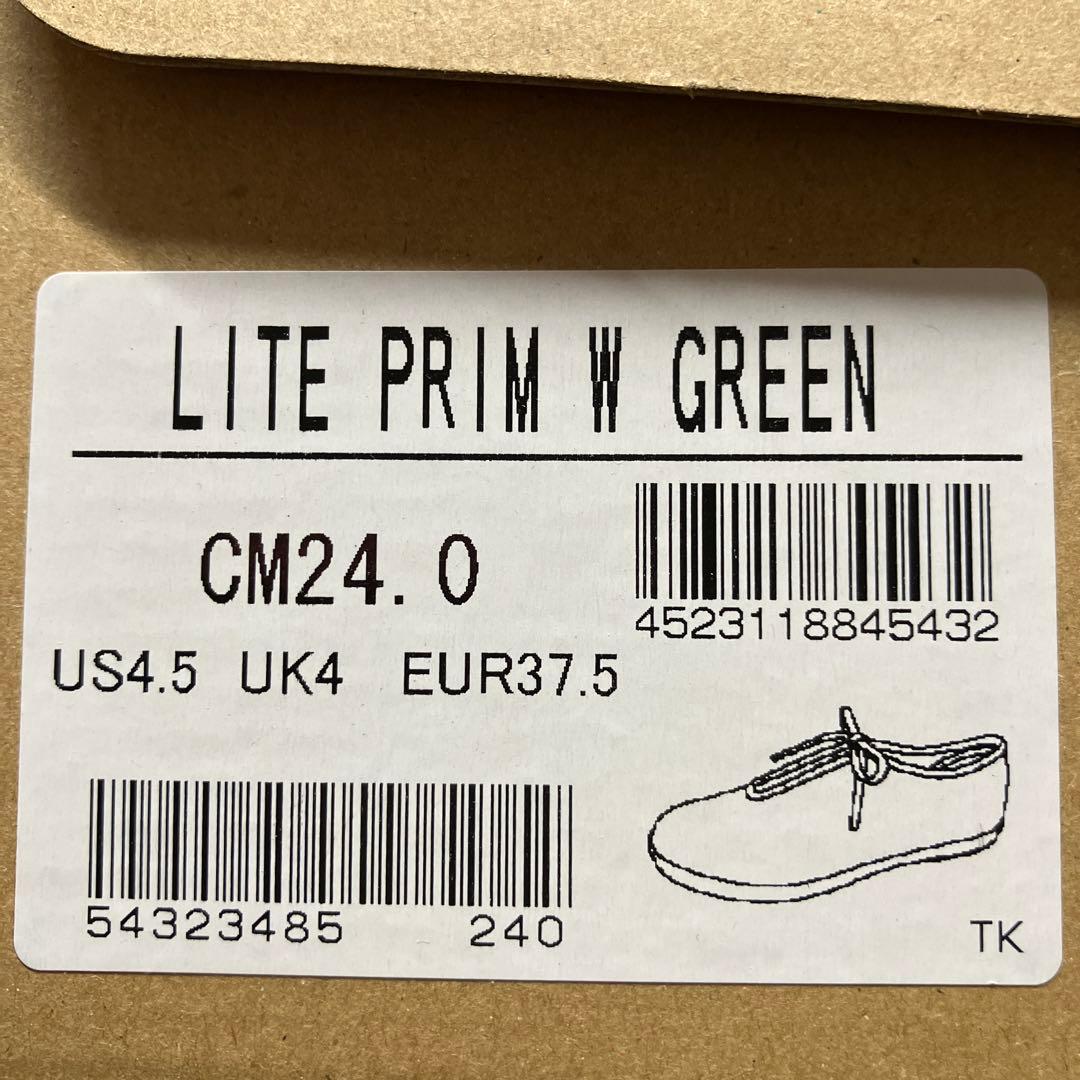 LITE PRIM W GREEN
CM24.0
4523118845432
US4.5 UK4 EUR37.5
54323485 240
TK